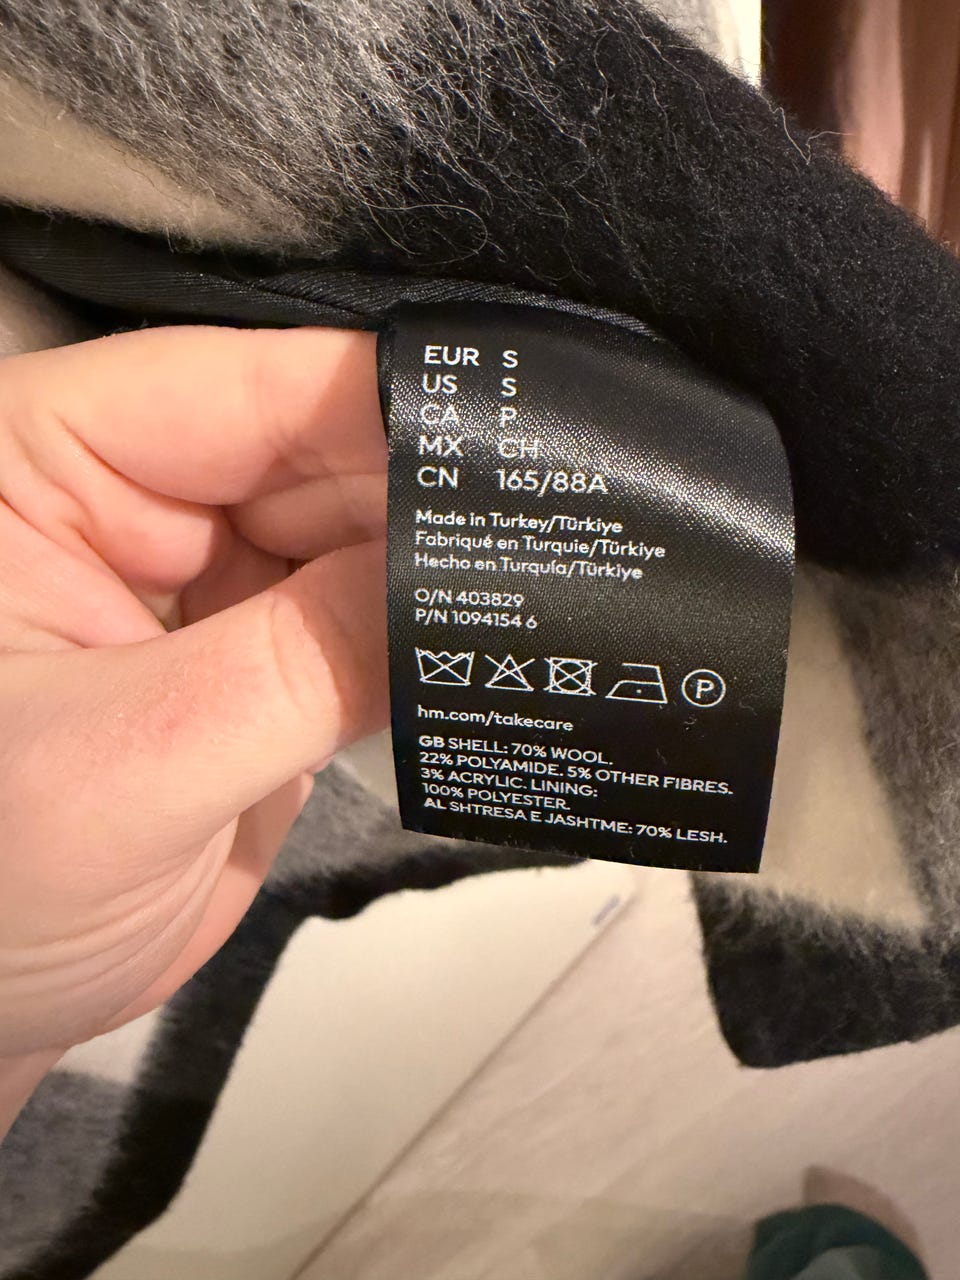 EUR S
US S
CA P
MX CH
CN 165/88A
Made in Turkey/Türkiye
Fabriqué en Turquie/Türkiye
Hecho en Turquía/Türkiye
O/N 403829
P/N 1094154 6
P
hm.com/takecare
GB SHELL: 70% WOOL.
22% POLYAMIDE. 5% OTHER FIBRES.
3% ACRYLIC. LINING:
100% POLYESTER.
AL SHTRESA E JASHTME: 70% LESH.